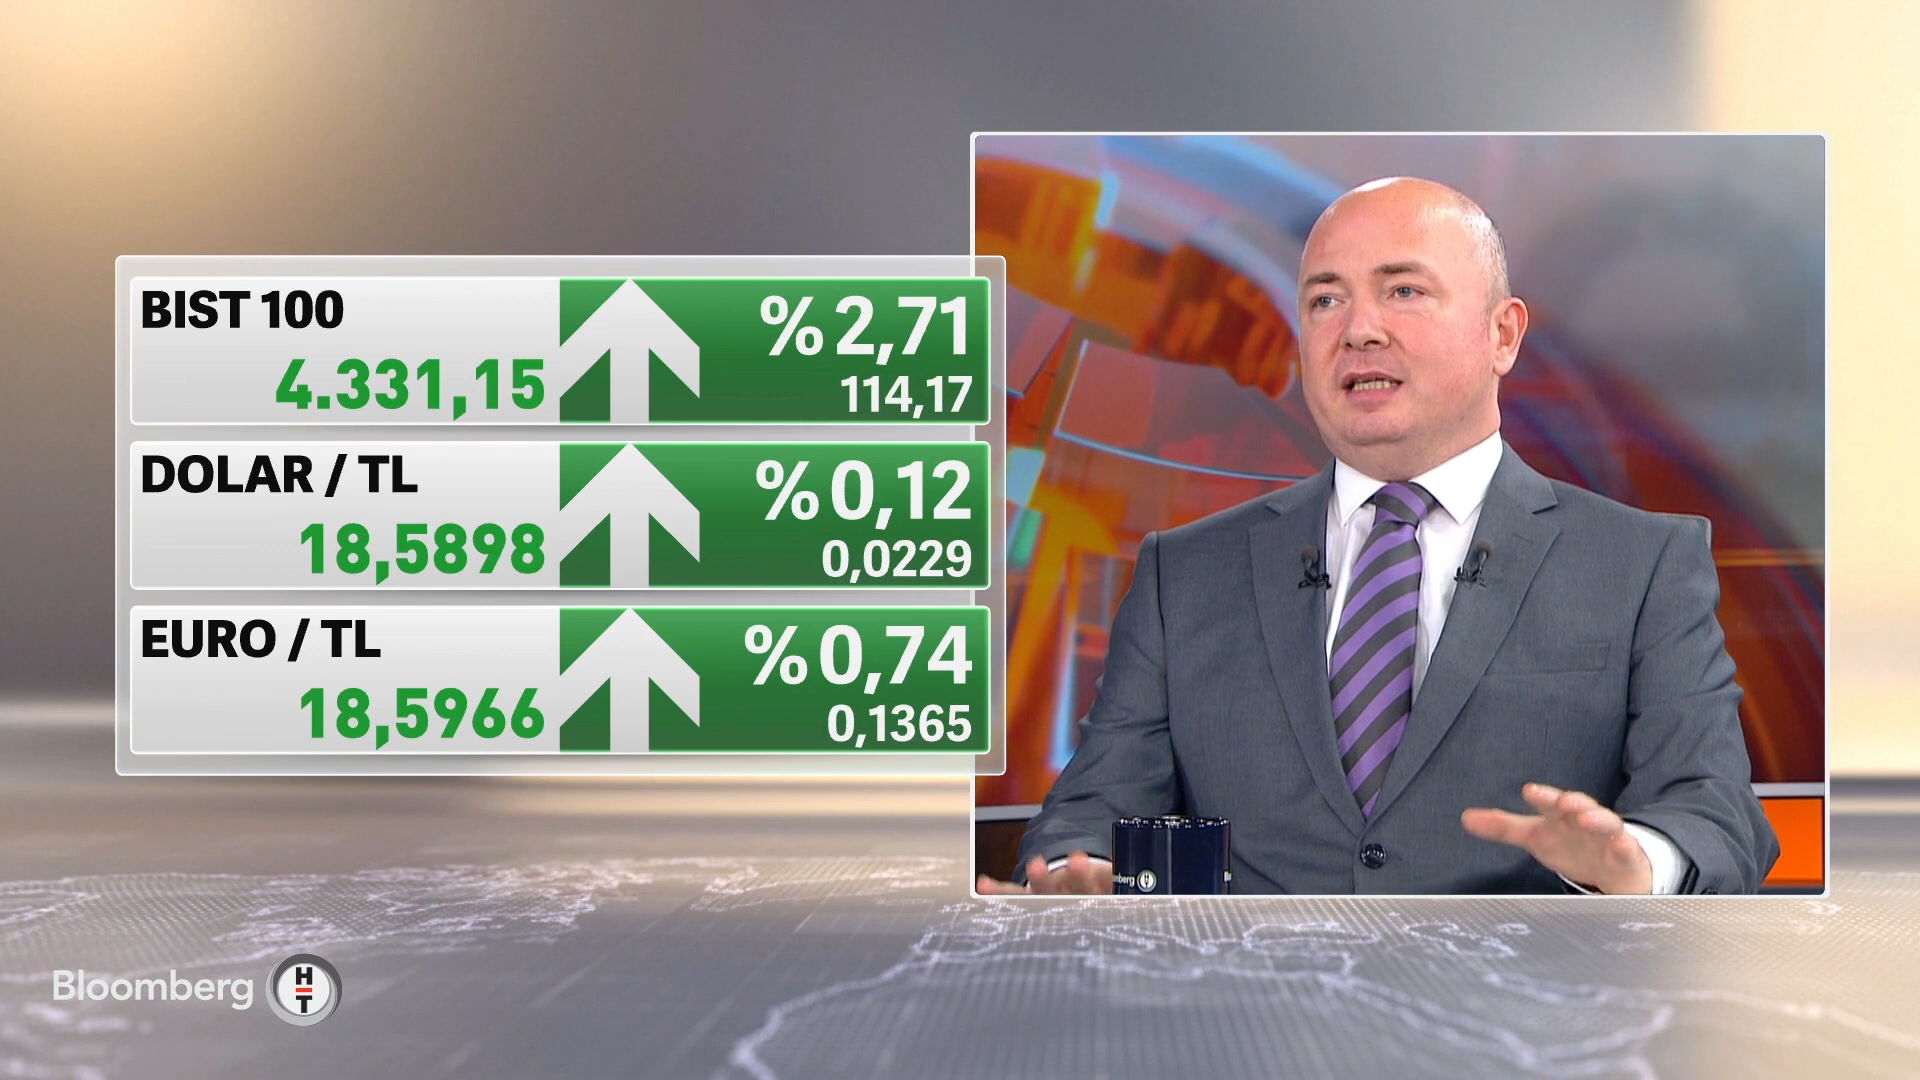 BIST 100
4.331,15
%2,71
114,17
DOLAR / TL
18,5898
%0,12
0,0229
EURO / TL
18,5966
%0,74
0,1365
Bloomberg
H
T